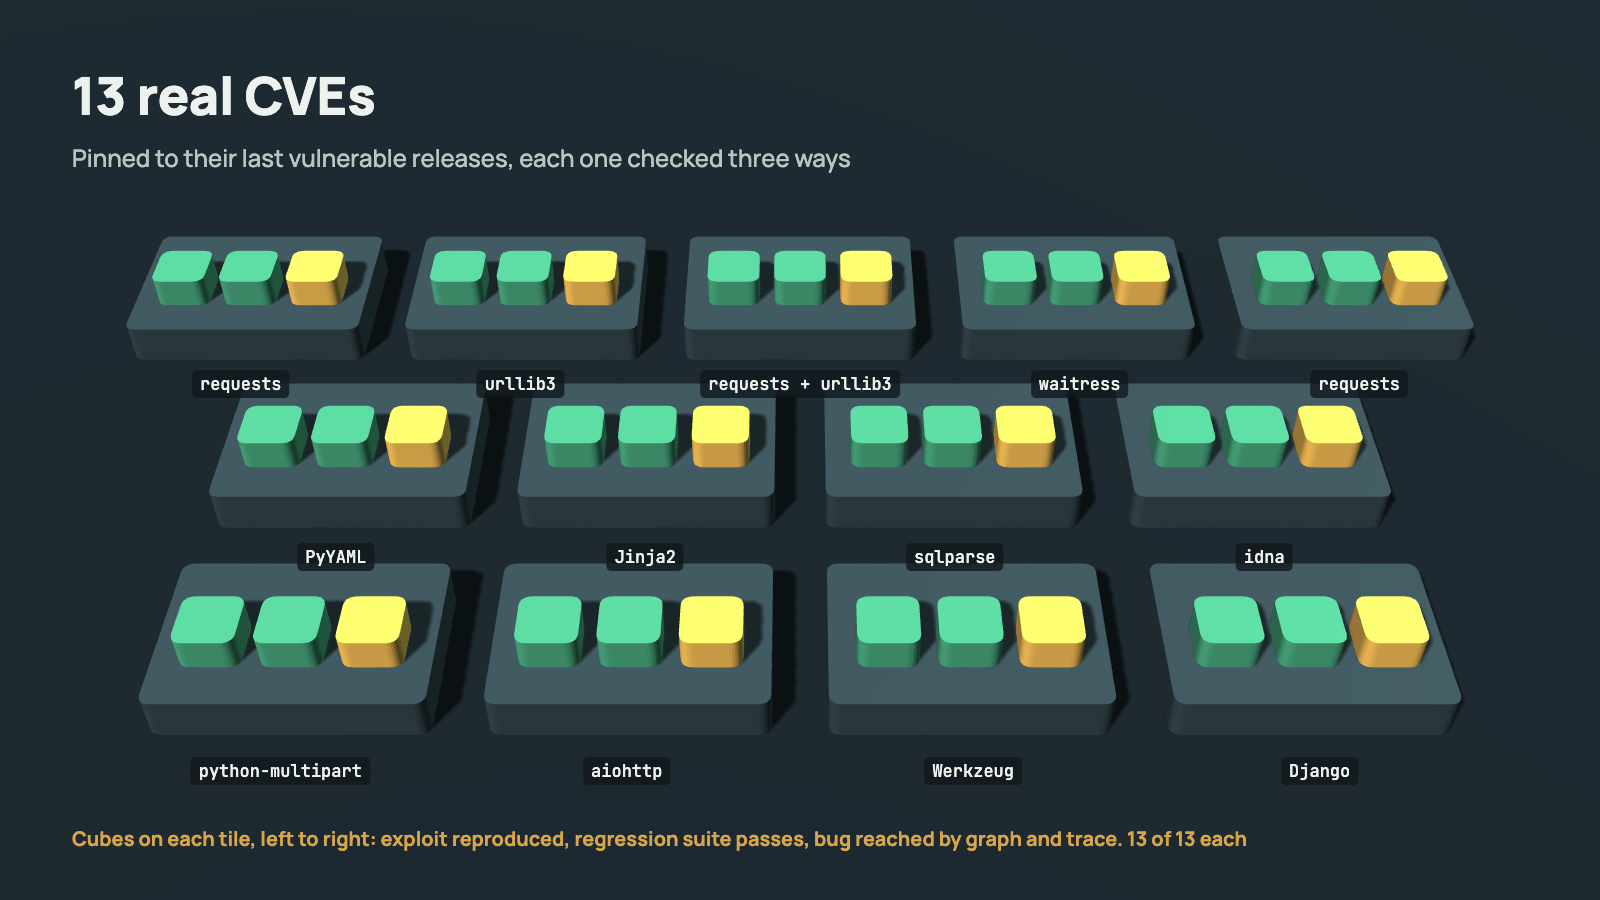 13 real CVEs
Pinned to their last vulnerable releases, each one checked three ways
requests
urllib3
requests + urllib3
waitress
requests
PyYAML
Jinja2
sqlparse
idna
python-multipart
aiohttp
Werkzeug
Django
Cubes on each tile, left to right: exploit reproduced, regression suite passes, bug reached by graph and trace. 13 of 13 each